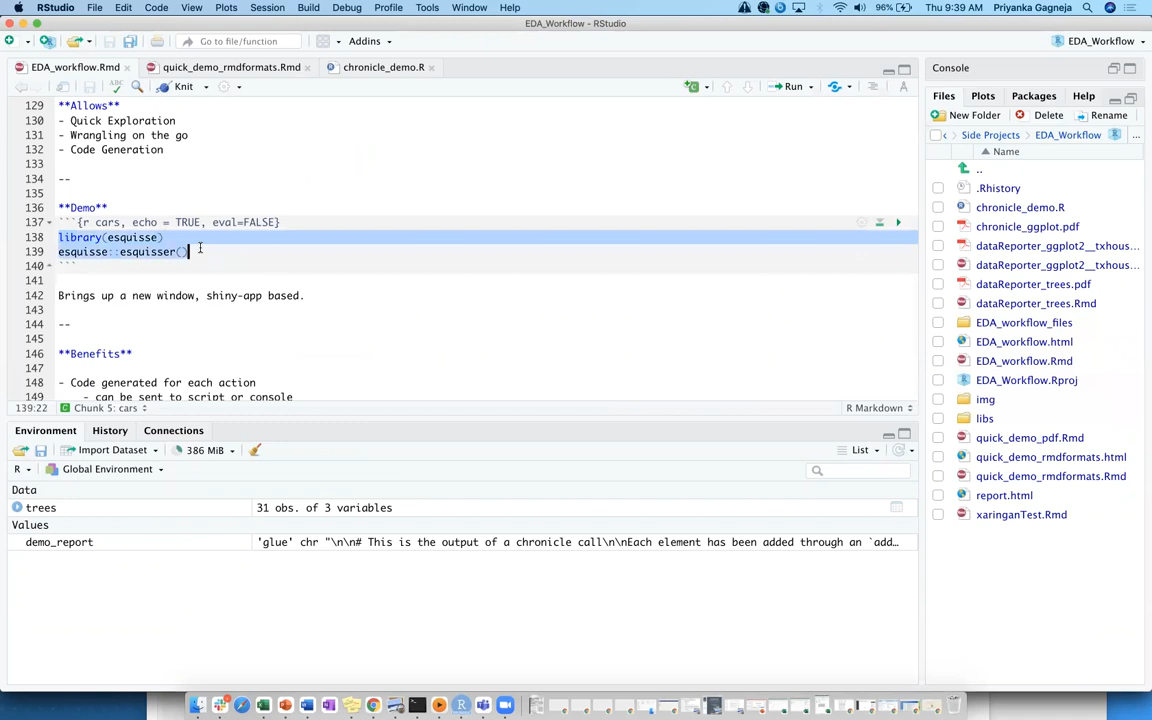 RStudio File Edit Code View Plots Session Build Debug Profile Tools Window Help 96% Thu 9:39 AM Priyanka Gagneja
EDA_Workflow - RStudio
Go to file/function Addins EDA_Workflow
EDA_workflow.Rmd quick_demo_rmdformats.Rmd chronicle_demo.R
Knit Run
129 **Allows**
130 - Quick Exploration
131 - Wrangling on the go
132 - Code Generation
133
134 --
135
136 **Demo**
137 ```{r cars, echo = TRUE, eval=FALSE}
138 library(esquisse)
139 esquisse::esquisser()
140 ```
141
142 Brings up a new window, shiny-app based.
143
144 --
145
146 **Benefits**
147
148 - Code generated for each action
149 - can be sent to script or console
139:22 Chunk 5: cars R Markdown
Environment History Connections
Import Dataset 386 MiB List
R Global Environment
Data
trees 31 obs. of 3 variables
Values
demo_report 'glue' chr "\n\n# This is the output of a chronicle call\n\nEach element has been added through an `add…
Console
Files Plots Packages Help
New Folder Delete Rename
Side Projects EDA_Workflow ...
Name
..
.Rhistory
chronicle_demo.R
chronicle_ggplot.pdf
dataReporter_ggplot2__txhous...
dataReporter_ggplot2__txhous...
dataReporter_trees.pdf
dataReporter_trees.Rmd
EDA_workflow_files
EDA_workflow.html
EDA_workflow.Rmd
EDA_Workflow.Rproj
img
libs
quick_demo_pdf.Rmd
quick_demo_rmdformats.html
quick_demo_rmdformats.Rmd
report.html
xaringanTest.Rmd